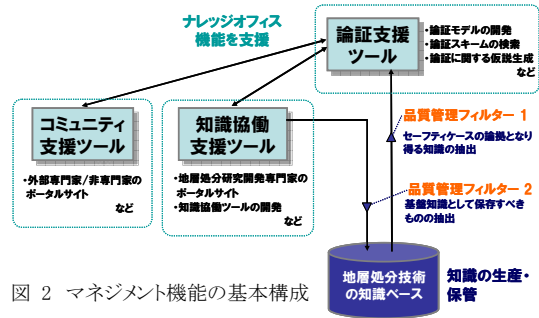 ナレッジオフィス
機能を支援
論証支援
ツール
・論証モデルの開発
・論証スキームの検索
・論証に関する仮説生成
など
コミュニティ
支援ツール
・外部専門家/非専門家の
ポータルサイト
など
知識協働
支援ツール
・地層処分研究開発専門家の
ポータルサイト
・知識協働ツールの開発
など
品質管理フィルター 1
セーフティケースの論拠となり
得る知識の抽出
品質管理フィルター 2
基盤知識として保存すべき
ものの抽出
地層処分技術
の知識ベース
知識の生産・
保管
図 2 マネジメント機能の基本構成